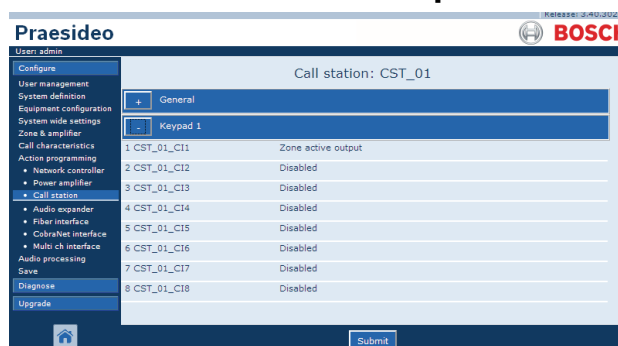 Release: 3.40.302
Praesideo
BOSCH
User: admin
Configure
User management
System definition
Equipment configuration
System wide settings
Zone & amplifier
Call characteristics
Action programming
• Network controller
• Power amplifier
• Call station
• Audio expander
• Fiber interface
• CobraNet interface
• Multi ch interface
Audio processing
Save
Diagnose
Upgrade
Call station: CST_01
+ General
- Keypad 1
1 CST_01_CI1 Zone active output
2 CST_01_CI2 Disabled
3 CST_01_CI3 Disabled
4 CST_01_CI4 Disabled
5 CST_01_CI5 Disabled
6 CST_01_CI6 Disabled
7 CST_01_CI7 Disabled
8 CST_01_CI8 Disabled
Submit